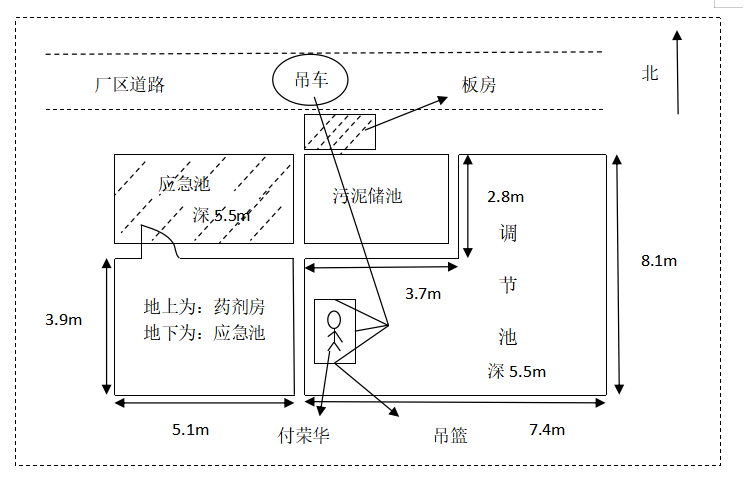 吊车
厂区道路
板房
北
应急池
深 5.5m
污泥储池
2.8m
调
节
池
深 5.5m
8.1m
3.7m
3.9m
地上为：药剂房
地下为：应急池
5.1m
付荣华
吊篮
7.4m